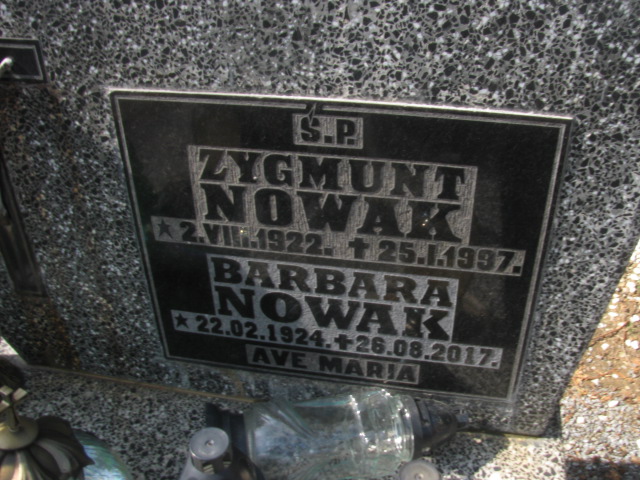 Ś.P.
ZYGMUNT
NOWAK
★ 2.VIII.1922. ✝ 25.I.1997.
BARBARA
NOWAK
★ 22.02.1924. ✝ 26.08.2017.
AVE MARIA